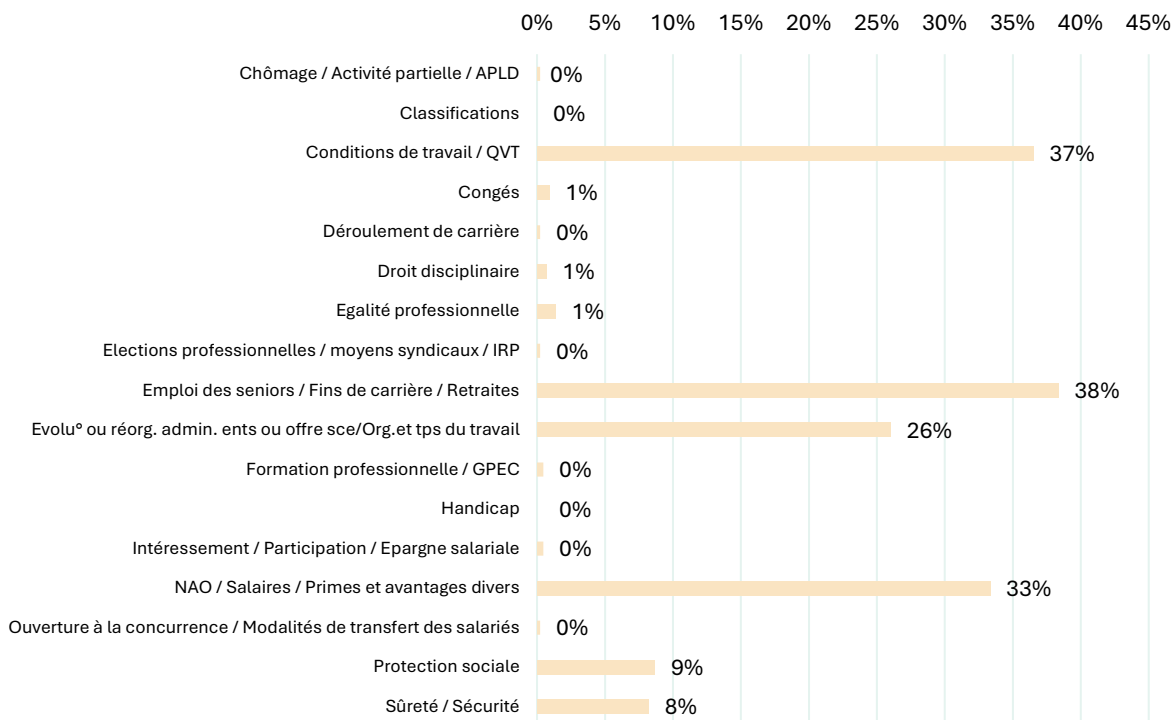 0% 5% 10% 15% 20% 25% 30% 35% 40% 45%
Chômage / Activité partielle / APLD 0%
Classifications 0%
Conditions de travail / QVT 37%
Congés 1%
Déroulement de carrière 0%
Droit disciplinaire 1%
Egalité professionnelle 1%
Elections professionnelles / moyens syndicaux / IRP 0%
Emploi des seniors / Fins de carrière / Retraites 38%
Evolu° ou réorg. admin. ents ou offre sce/Org.et tps du travail 26%
Formation professionnelle / GPEC 0%
Handicap 0%
Intéressement / Participation / Epargne salariale 0%
NAO / Salaires / Primes et avantages divers 33%
Ouverture à la concurrence / Modalités de transfert des salariés 0%
Protection sociale 9%
Sûreté / Sécurité 8%